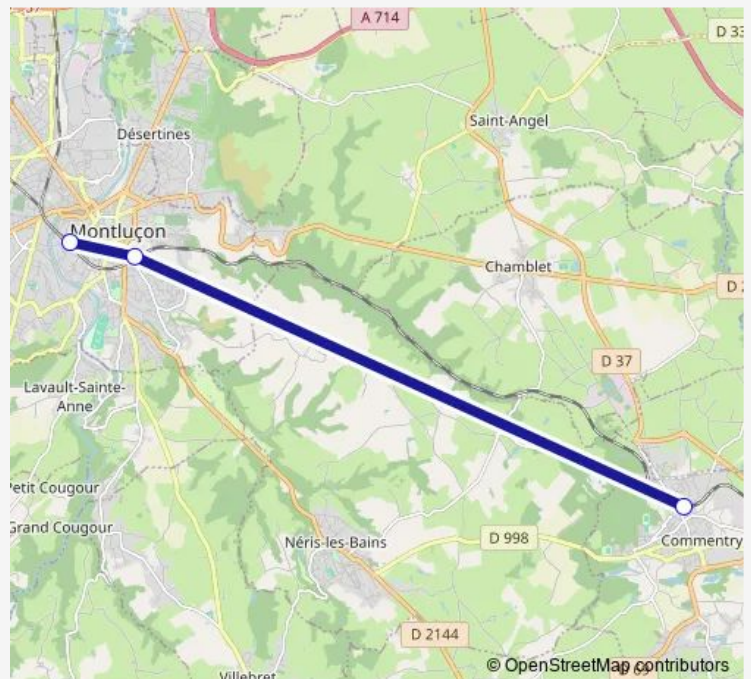 A 714
D 33
Désertines
Saint-Angel
Montluçon
Chamblet
D 2
D 37
Lavault-Sainte-
Anne
Petit Cougour
Grand Cougour
Néris-les-Bains
D 998
Commentry
D 2144
Villebret
© OpenStreetMap contributors